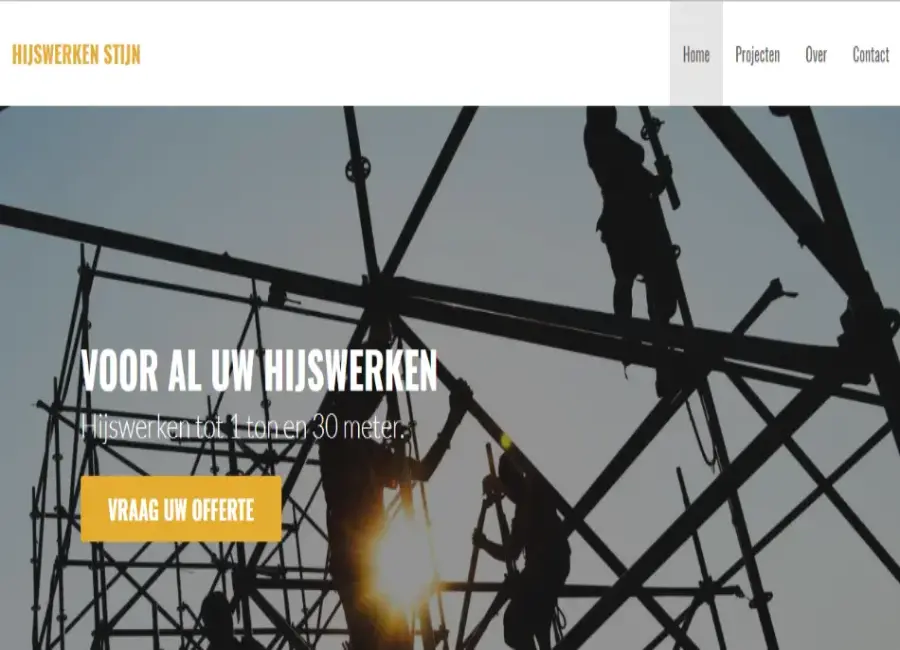 HIJSWERKEN STIJN
Home Projecten Over Contact
VOOR AL UW HIJSWERKEN
Hijswerken tot 1 ton en 30 meter.
VRAAG UW OFFERTE